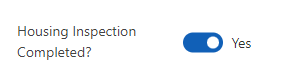 Housing Inspection
Completed? Yes